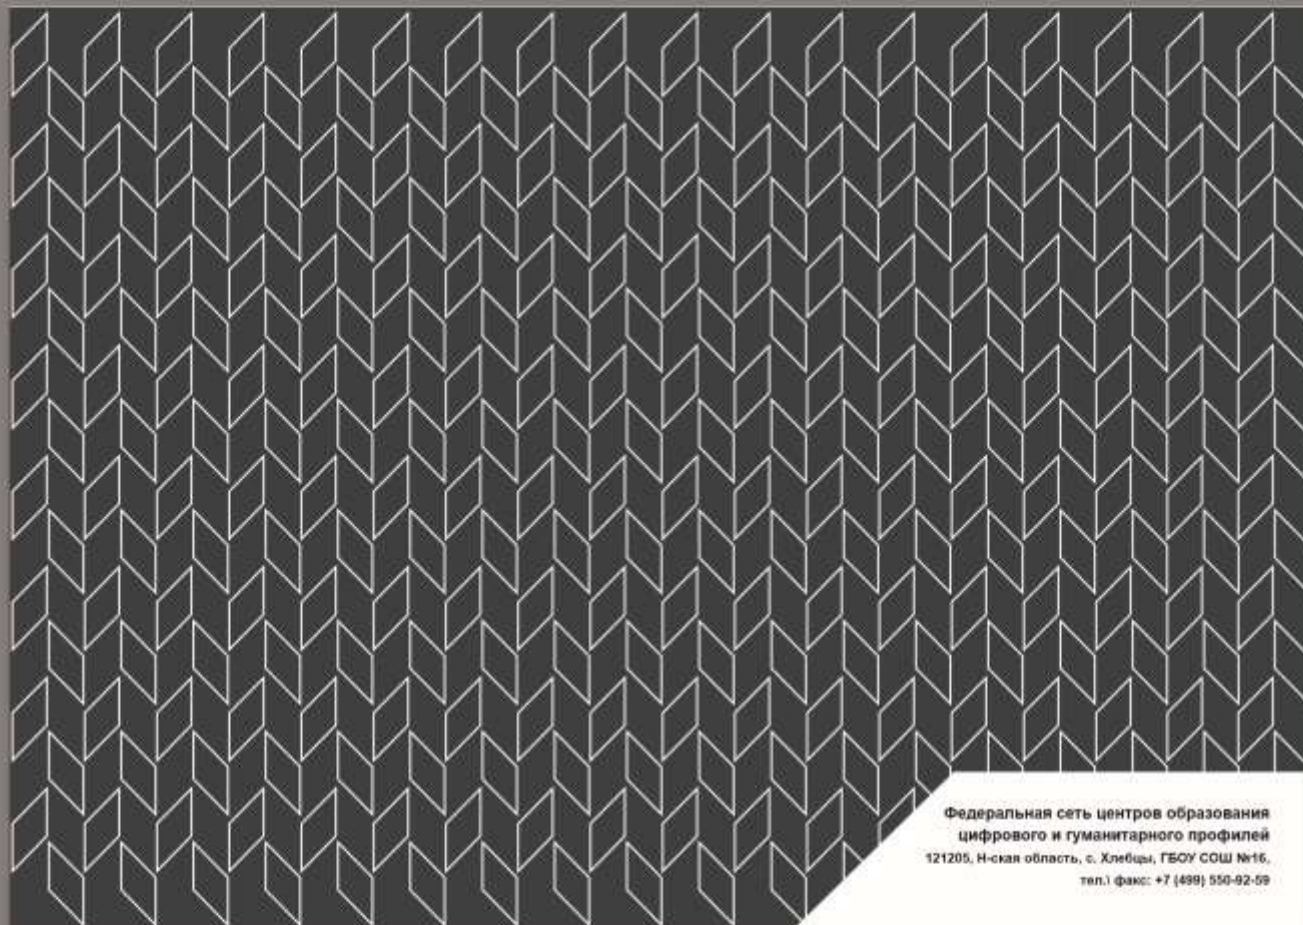 Федеральная сеть центров образования
цифрового и гуманитарного профилей
121205, Н-ская область, с. Хлебцы, ГБОУ СОШ №16,
тел.\ факс: +7 (499) 550-92-59